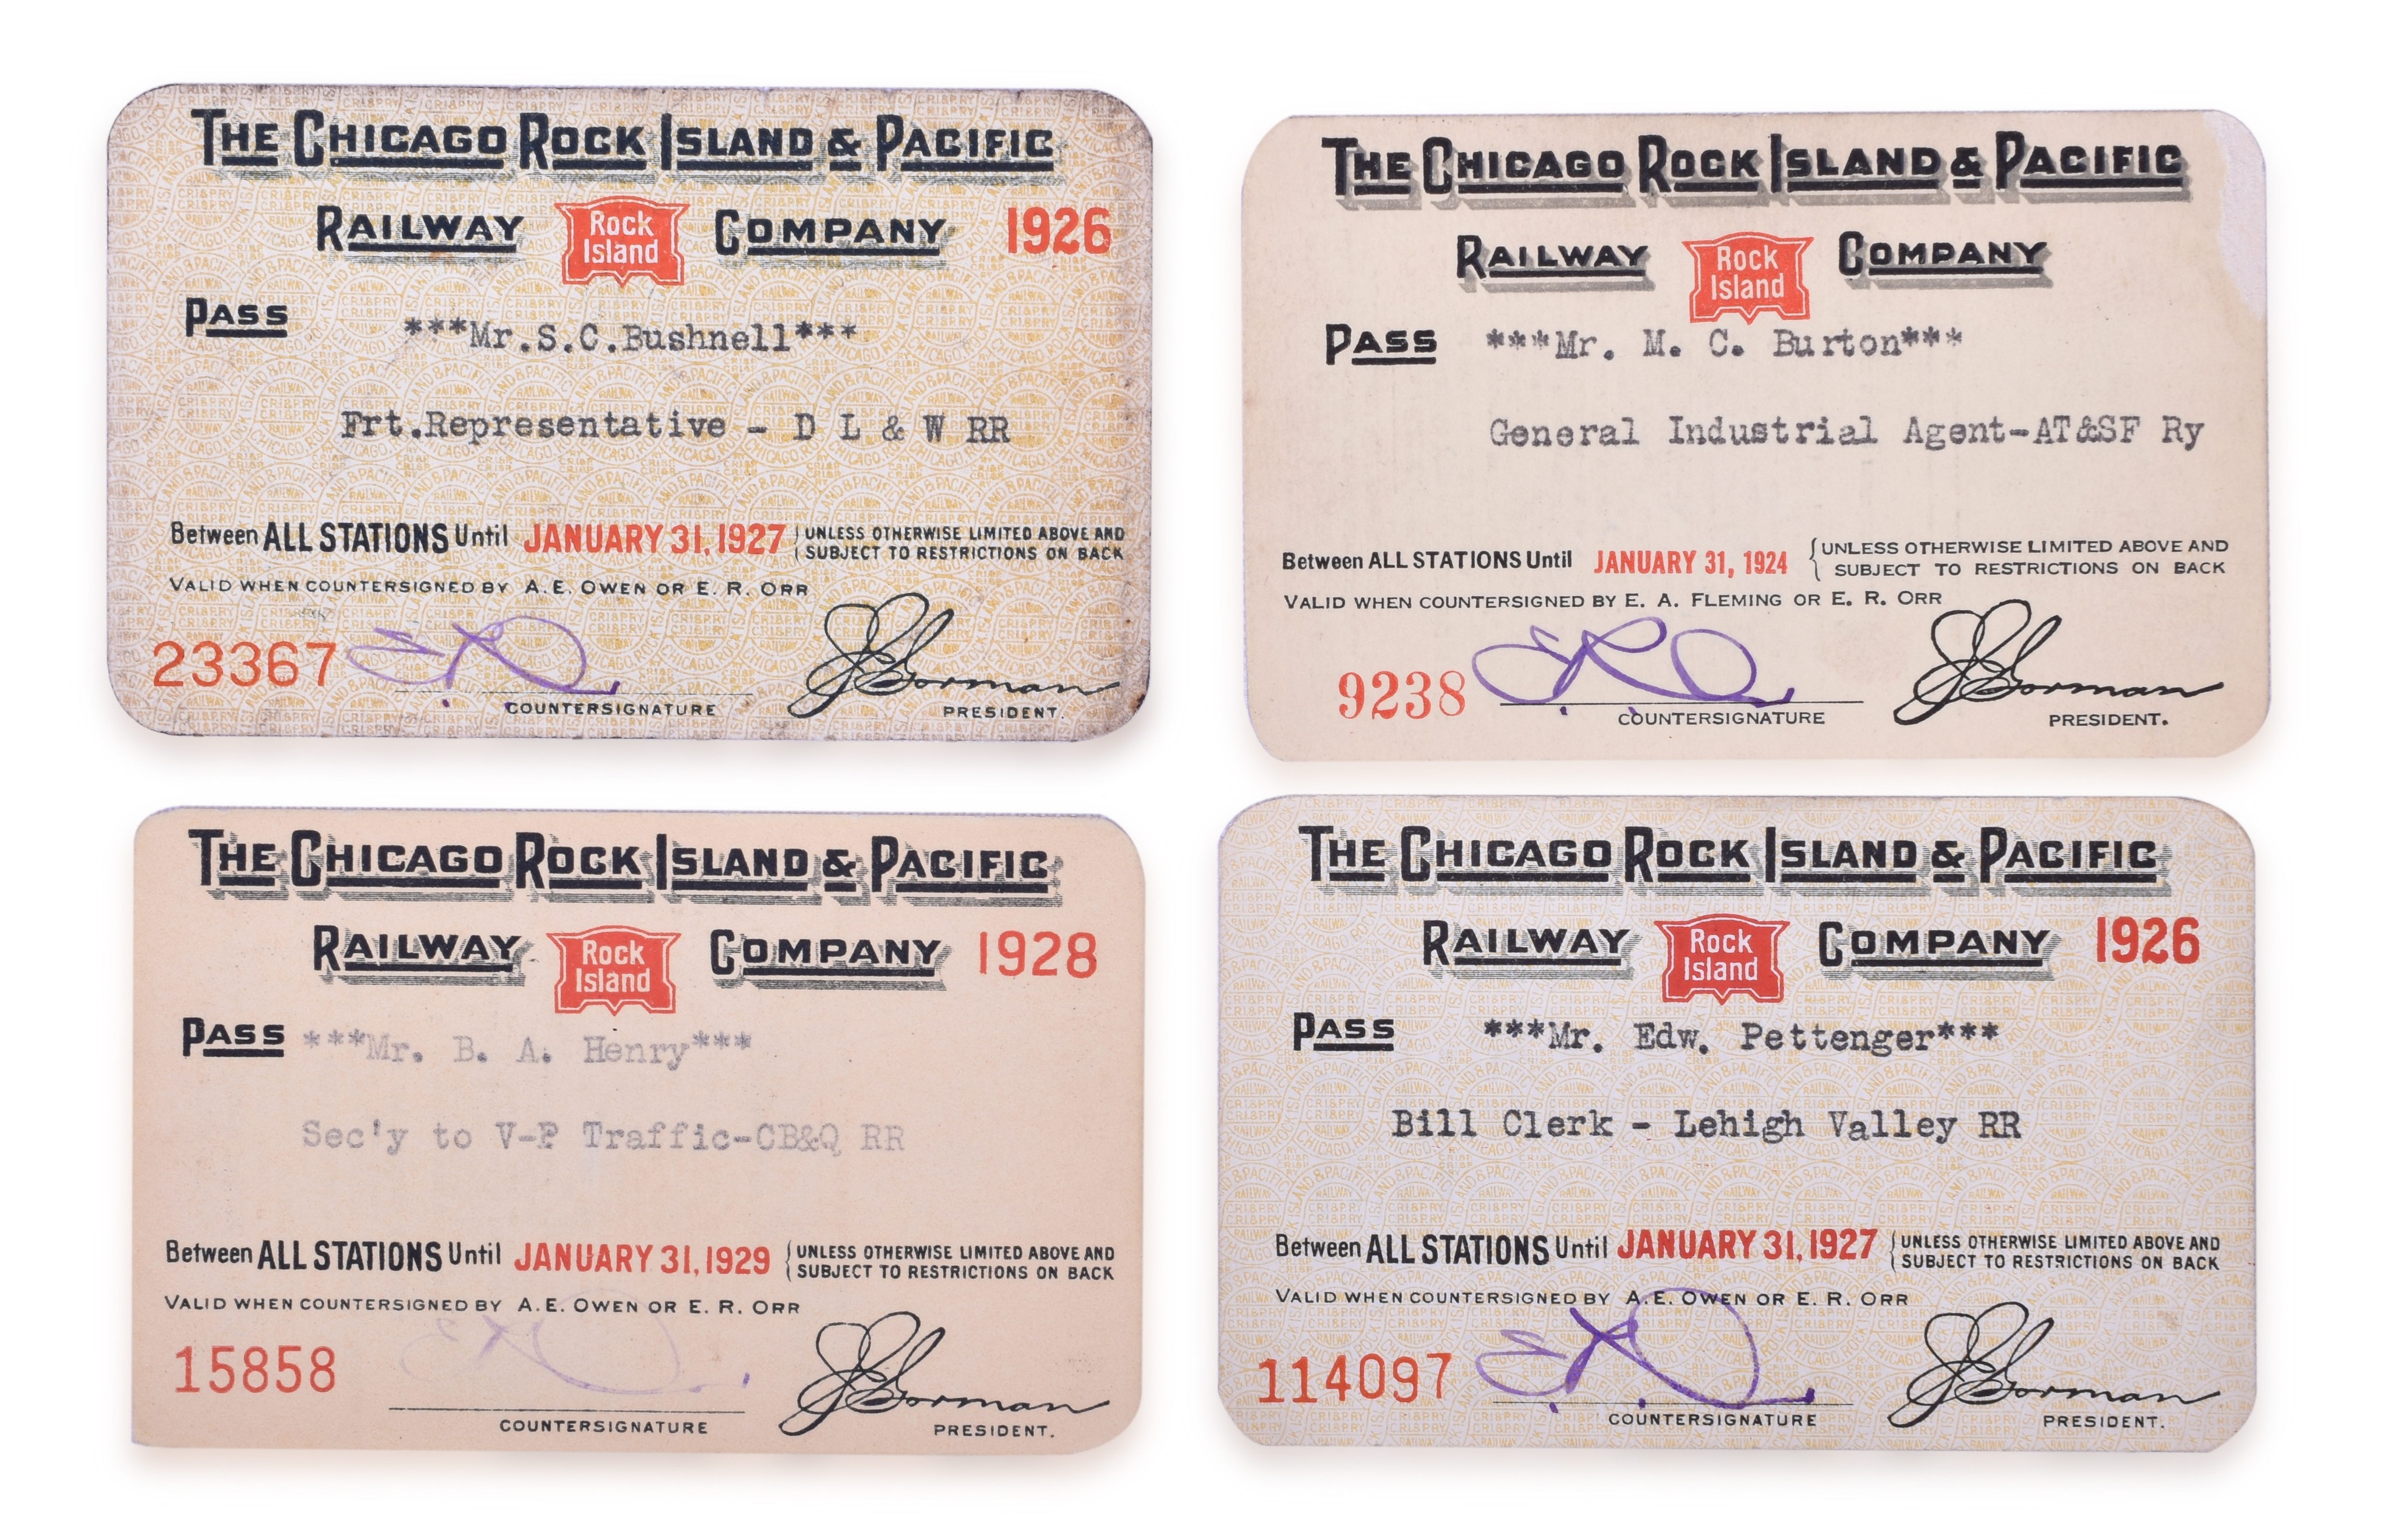 THE CHICAGO ROCK ISLAND & PACIFIC
RAILWAY Rock Island COMPANY 1926
PASS ***Mr.S.C.Bushnell***
Frt.Representative - D L & W RR
Between ALL STATIONS Until JANUARY 31, 1927 UNLESS OTHERWISE LIMITED ABOVE AND
SUBJECT TO RESTRICTIONS ON BACK
VALID WHEN COUNTERSIGNED BY A. E. OWEN OR E. R. ORR
23367
COUNTERSIGNATURE
J E Gorman
PRESIDENT.
THE CHICAGO ROCK ISLAND & PACIFIC
RAILWAY Rock Island COMPANY
PASS ***Mr. M. C. Burton***
General Industrial Agent-AT&SF Ry
Between ALL STATIONS Until JANUARY 31, 1924 UNLESS OTHERWISE LIMITED ABOVE AND
SUBJECT TO RESTRICTIONS ON BACK
VALID WHEN COUNTERSIGNED BY E. A. FLEMING OR E. R. ORR
9238
COUNTERSIGNATURE
J E Gorman
PRESIDENT.
THE CHICAGO ROCK ISLAND & PACIFIC
RAILWAY Rock Island COMPANY 1928
PASS ***Mr. B. A. Henry***
Sec'y to V-P Traffic-CB&Q RR
Between ALL STATIONS Until JANUARY 31, 1929 UNLESS OTHERWISE LIMITED ABOVE AND
SUBJECT TO RESTRICTIONS ON BACK
VALID WHEN COUNTERSIGNED BY A. E. OWEN OR E. R. ORR
15858
COUNTERSIGNATURE
J E Gorman
PRESIDENT.
THE CHICAGO ROCK ISLAND & PACIFIC
RAILWAY Rock Island COMPANY 1926
PASS ***Mr. Edw. Pettenger***
Bill Clerk - Lehigh Valley RR
Between ALL STATIONS Until JANUARY 31, 1927 UNLESS OTHERWISE LIMITED ABOVE AND
SUBJECT TO RESTRICTIONS ON BACK
VALID WHEN COUNTERSIGNED BY A. E. OWEN OR E. R. ORR
114097
COUNTERSIGNATURE
J E Gorman
PRESIDENT.